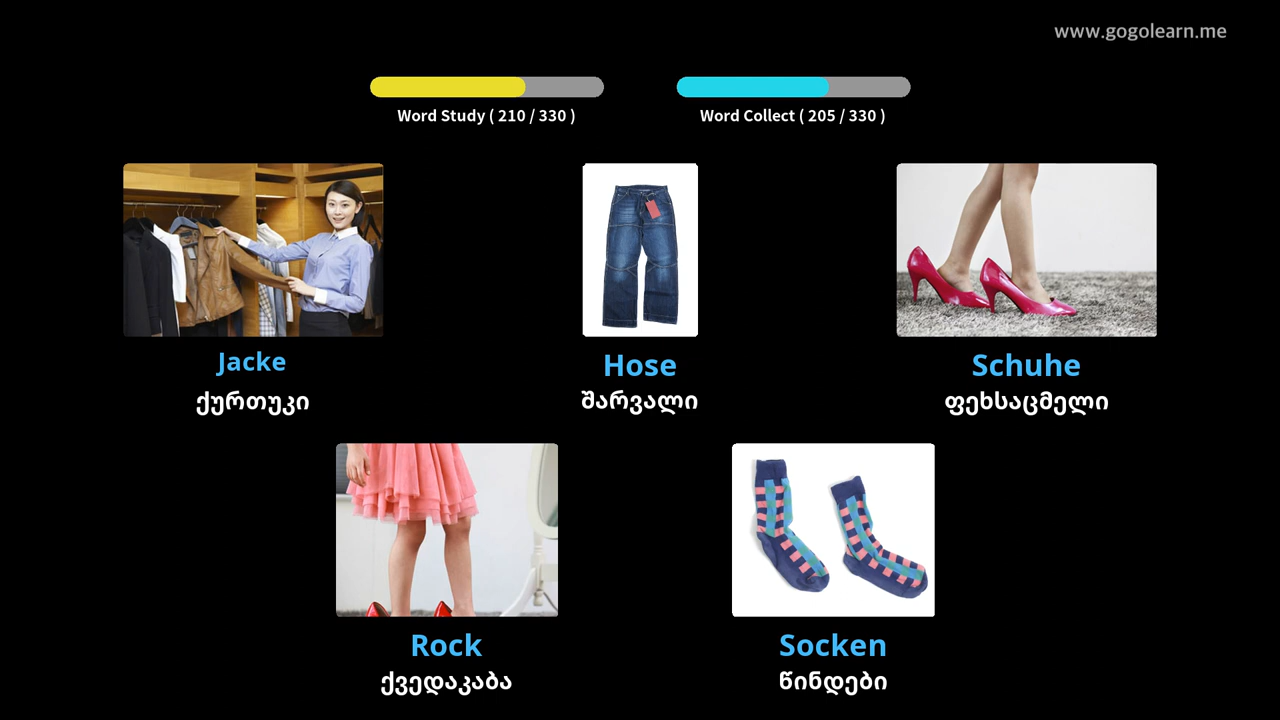 www.gogolearn.me
Word Study ( 210 / 330 )
Word Collect ( 205 / 330 )
Jacke
ქურთუკი
Hose
შარვალი
Schuhe
ფეხსაცმელი
Rock
ქვედაკაბა
Socken
წინდები